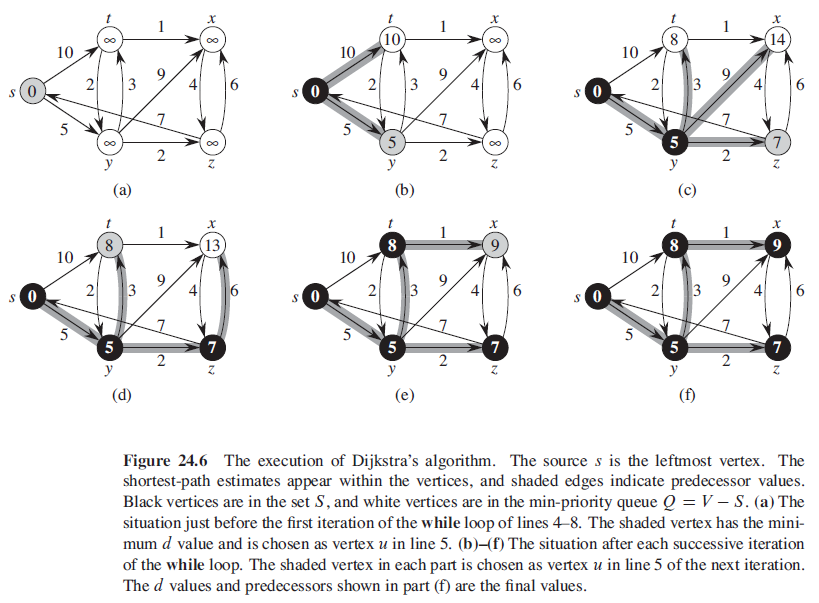 t x
1
10
∞ ∞
9
s 0 2 3 4 6
7
5
∞ ∞
2
y z
(a)
t x
1
10 ∞
10
9
s 0 2 3 4 6
7
5
5 ∞
2
y z
(b)
t x
1
8 14
10
9
s 0 2 3 4 6
7
5
5 7
2
y z
(c)
t x
1
8 13
10
9
s 0 2 3 4 6
7
5
5 7
2
y z
(d)
t x
1
8 9
10
9
s 0 2 3 4 6
7
5
5 7
2
y z
(e)
t x
1
8 9
10
9
s 0 2 3 4 6
7
5
5 7
2
y z
(f)
Figure 24.6 The execution of Dijkstra's algorithm. The source s is the leftmost vertex. The
shortest-path estimates appear within the vertices, and shaded edges indicate predecessor values.
Black vertices are in the set S, and white vertices are in the min-priority queue Q = V − S. (a) The
situation just before the first iteration of the while loop of lines 4–8. The shaded vertex has the mini-
mum d value and is chosen as vertex u in line 5. (b)–(f) The situation after each successive iteration
of the while loop. The shaded vertex in each part is chosen as vertex u in line 5 of the next iteration.
The d values and predecessors shown in part (f) are the final values.